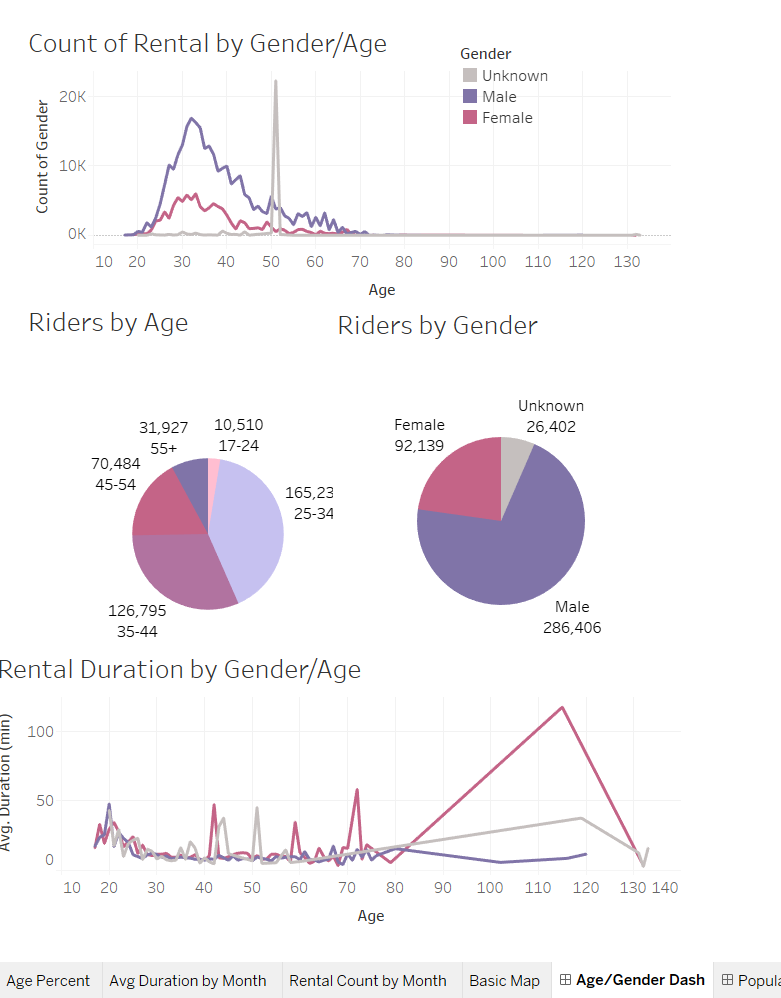 Count of Rental by Gender/Age
Gender
Unknown
Male
Female
Count of Gender
20K
10K
0K
10 20 30 40 50 60 70 80 90 100 110 120 130
Age
Riders by Age
Riders by Gender
31,927
55+
10,510
17-24
70,484
45-54
165,23
25-34
126,795
35-44
Unknown
26,402
Female
92,139
Male
286,406
Rental Duration by Gender/Age
Avg. Duration (min)
100
50
0
10 20 30 40 50 60 70 80 90 100 110 120 130 140
Age
Age Percent Avg Duration by Month Rental Count by Month Basic Map Age/Gender Dash Popula